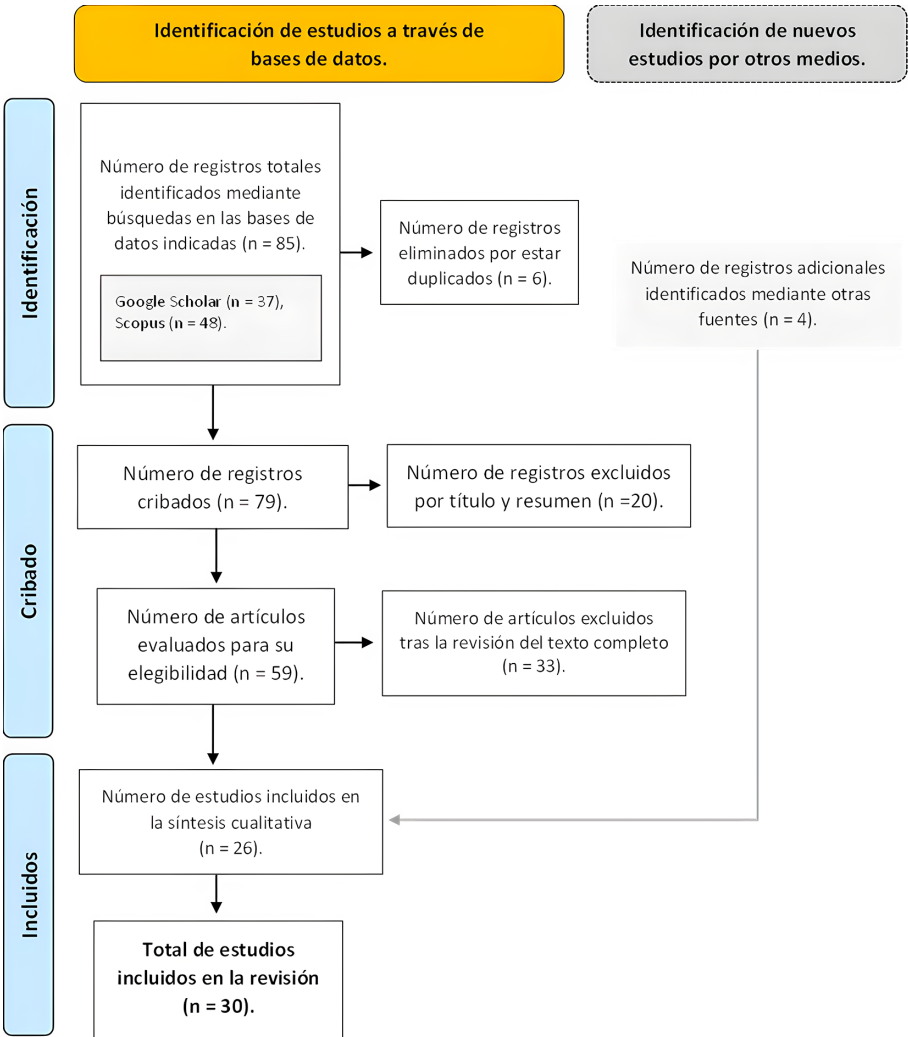 Identificación de estudios a través de
bases de datos.
Identificación de nuevos
estudios por otros medios.
Identificación
Número de registros totales
identificados mediante
búsquedas en las bases de
datos indicadas (n = 85).
Google Scholar (n = 37),
Scopus (n = 48).
Número de registros
eliminados por estar
duplicados (n = 6).
Número de registros adicionales
identificados mediante otras
fuentes (n = 4).
Cribado
Número de registros
cribados (n = 79).
Número de registros excluidos
por título y resumen (n =20).
Número de artículos
evaluados para su
elegibilidad (n = 59).
Número de artículos excluidos
tras la revisión del texto completo
(n = 33).
Incluidos
Número de estudios incluidos en
la síntesis cualitativa
(n = 26).
Total de estudios
incluidos en la revisión
(n = 30).